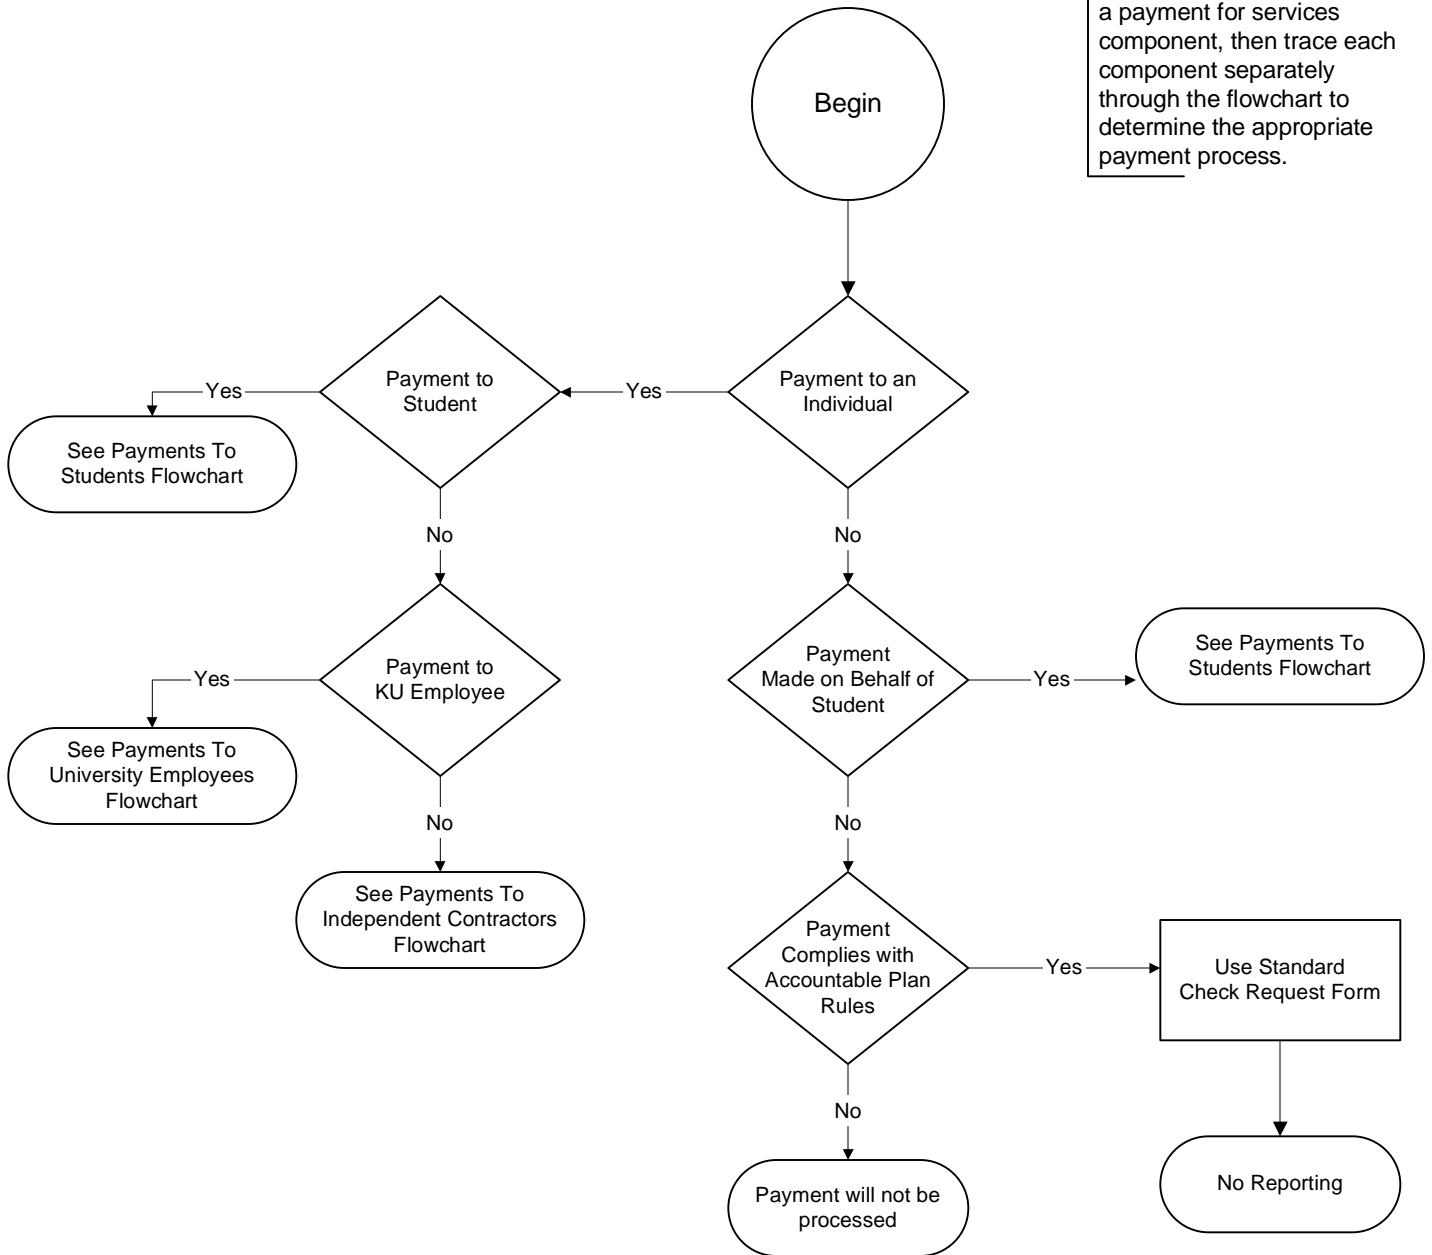 a payment for services
component, then trace each
component separately
through the flowchart to
determine the appropriate
payment process.
Begin
Payment to
Student
Payment to an
Individual
Yes
Yes
See Payments To
Students Flowchart
No
No
Payment to
KU Employee
Payment
Made on Behalf of
Student
See Payments To
Students Flowchart
Yes
Yes
See Payments To
University Employees
Flowchart
No
No
See Payments To
Independent Contractors
Flowchart
Payment
Complies with
Accountable Plan
Rules
Yes
Use Standard
Check Request Form
No
Payment will not be
processed
No Reporting